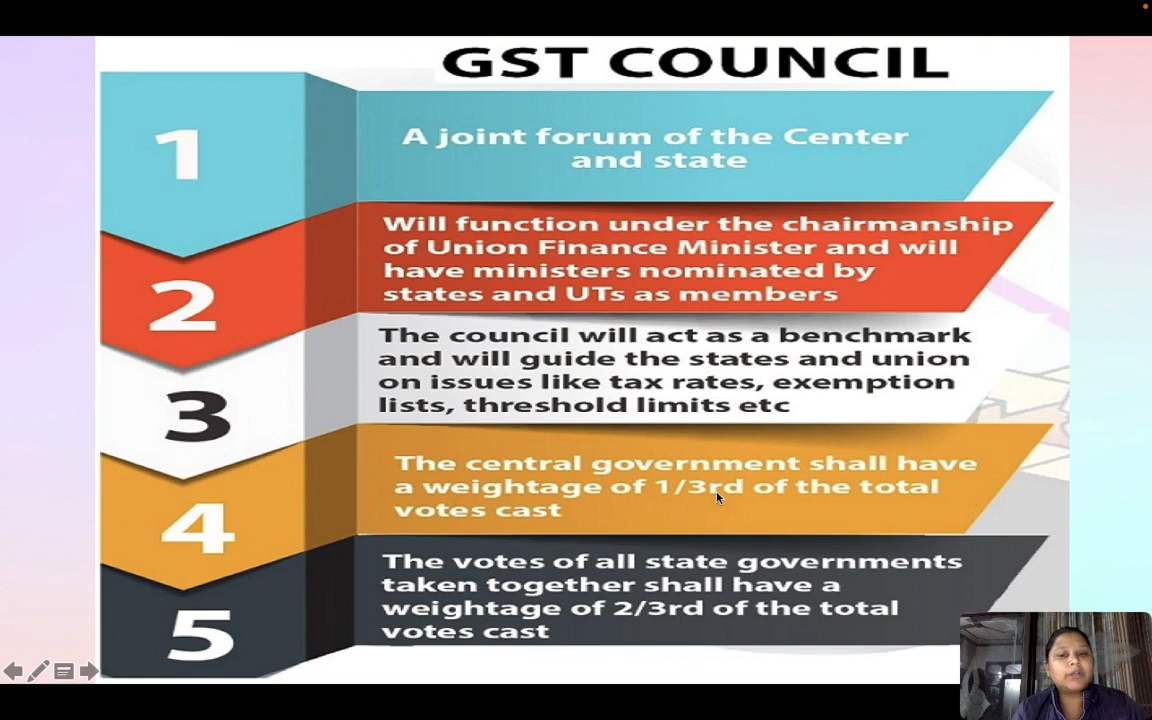 GST COUNCIL
1
A joint forum of the Center
and state
2
Will function under the chairmanship
of Union Finance Minister and will
have ministers nominated by
states and UTs as members
3
The council will act as a benchmark
and will guide the states and union
on issues like tax rates, exemption
lists, threshold limits etc
4
The central government shall have
a weightage of 1/3rd of the total
votes cast
5
The votes of all state governments
taken together shall have a
weightage of 2/3rd of the total
votes cast